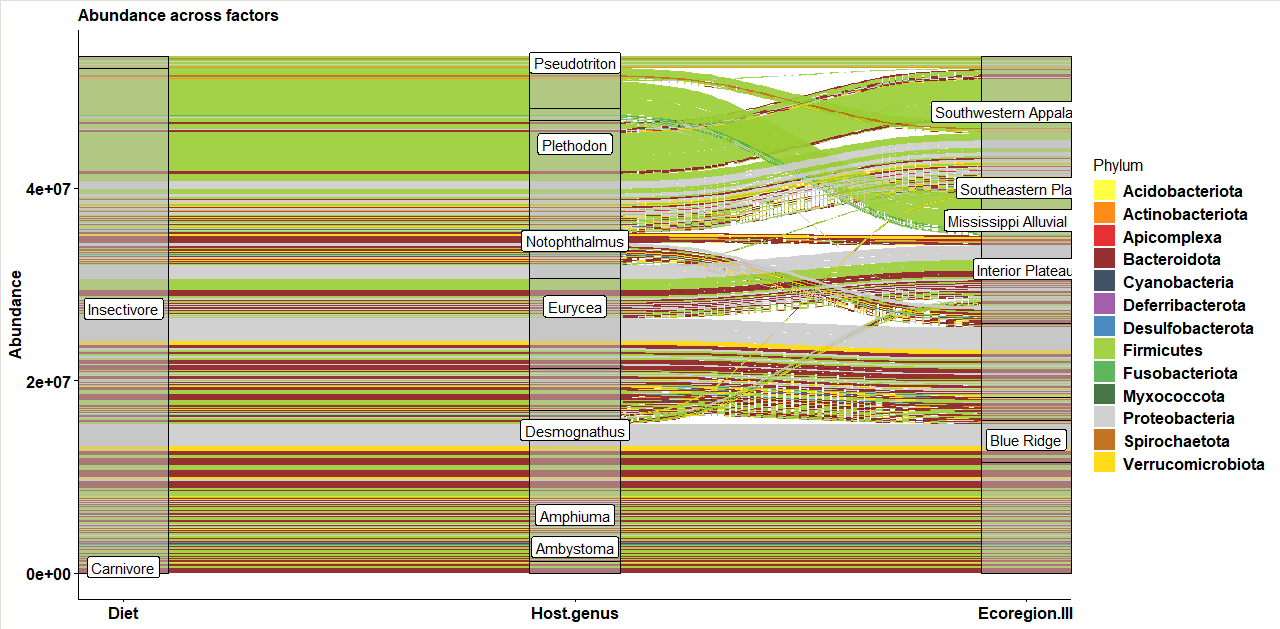 Abundance across factors
Abundance
4e+07
2e+07
0e+00
Insectivore
Carnivore
Pseudotriton
Plethodon
Notophthalmus
Eurycea
Desmognathus
Amphiuma
Ambystoma
Southwestern Appala
Southeastern Pla
Mississippi Alluvial
Interior Plateau
Blue Ridge
Diet
Host.genus
Ecoregion.III
Phylum
Acidobacteriota
Actinobacteriota
Apicomplexa
Bacteroidota
Cyanobacteria
Deferribacterota
Desulfobacterota
Firmicutes
Fusobacteriota
Myxococcota
Proteobacteria
Spirochaetota
Verrucomicrobiota